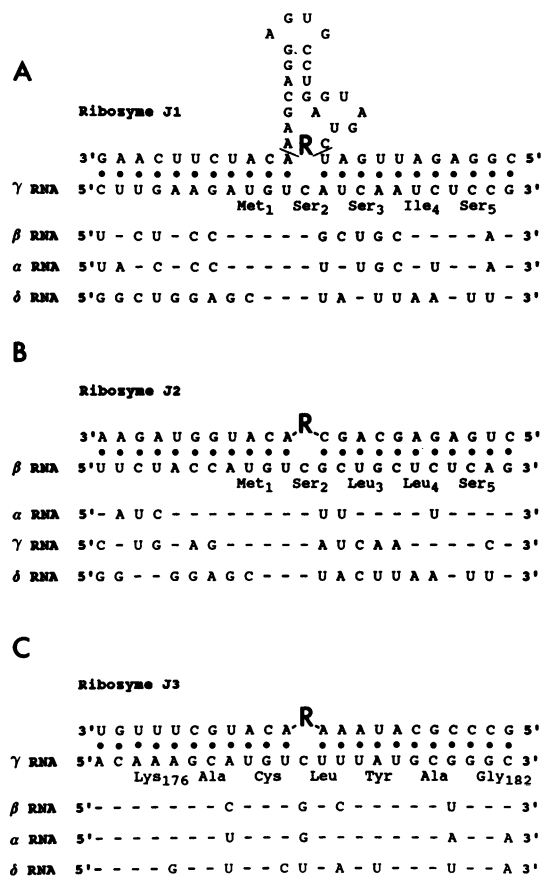 G U
A G
G C
G C
A U
A
C G G U
G A A
Ribozyme J1
A U G
A R C
3'G A A C U U C U A C A U A G U U A G A G G C 5'
γ RNA 5'C U U G A A G A U G U C A U C A A U C U C C G 3'
Met1 Ser2 Ser3 Ile4 Ser5
β RNA 5'U - C U - C C - - - - - G C U G C - - - - A - 3'
α RNA 5'U A - C - C C - - - - - U - U G C - U - - A - 3'
δ RNA 5'G G C U G G A G C - - - U A - U U A A - U U - 3'
B
Ribozyme J2
R
3'A A G A U G G U A C A C G A C G A G A G U C 5'
β RNA 5'U U C U A C C A U G U C G C U G C U C U C A G 3'
Met1 Ser2 Leu3 Leu4 Ser5
α RNA 5'- A U C - - - - - - - - U U - - - - U - - - - 3'
γ RNA 5'C - U G - A G - - - - - A U C A A - - - - C - 3'
δ RNA 5'G G - - G G A G C - - - U A C U U A A - U U - 3'
C
Ribozyme J3
R
3'U G U U U C G U A C A A A A U A C G C C C G 5'
γ RNA 5'A C A A A G C A U G U C U U U A U G C G G G C 3'
Lys176 Ala Cys Leu Tyr Ala Gly182
β RNA 5'- - - - - - - C - - - G - C - - - - - U - - - 3'
α RNA 5'- - - - - - - U - - - G - - - - - - - A - - A 3'
δ RNA 5'- - - - G - - U - - C U - A - U - - - U - - A 3'